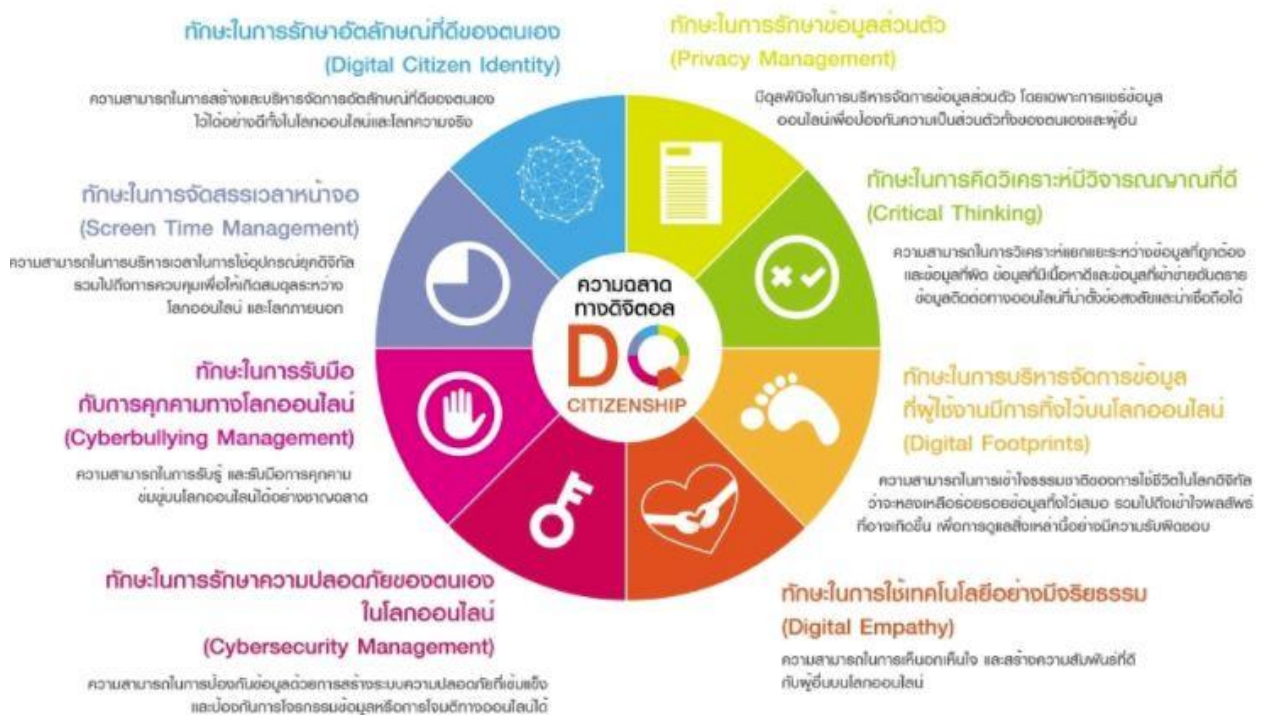 ทักษะในการรักษาอัตลักษณ์ที่ดีของตนเอง
(Digital Citizen Identity)
ความสามารถในการสร้างและบริหารจัดการอัตลักษณ์ที่ดีของตนเอง
ไว้ได้อย่างดีทั้งในโลกออนไลน์และโลกความจริง
ทักษะในการรักษาข้อมูลส่วนตัว
(Privacy Management)
มีดุลพินิจในการบริหารจัดการข้อมูลส่วนตัว โดยเฉพาะการแชร์ข้อมูล
ออนไลน์เพื่อป้องกันความเป็นส่วนตัวทั้งของตนเองและผู้อื่น
ทักษะในการจัดสรรเวลาหน้าจอ
(Screen Time Management)
ความสามารถในการบริหารเวลาในการใช้อุปกรณ์ยุคดิจิทัล
รวมไปถึงการควบคุมเพื่อให้เกิดสมดุลระหว่าง
โลกออนไลน์ และโลกภายนอก
ทักษะในการคิดวิเคราะห์มีวิจารณญาณที่ดี
(Critical Thinking)
ความสามารถในการวิเคราะห์แยกแยะระหว่างข้อมูลที่ถูกต้อง
และข้อมูลที่ผิด ข้อมูลที่มีเนื้อหาดีและข้อมูลที่เข้าข่ายอันตราย
ข้อมูลติดต่อทางออนไลน์ที่น่าตั้งข้อสงสัยและน่าเชื่อถือได้
ความฉลาด
ทางดิจิตอล
DQ
CITIZENSHIP
ทักษะในการรับมือ
กับการคุกคามทางโลกออนไลน์
(Cyberbullying Management)
ความสามารถในการรับรู้ และรับมือการคุกคาม
ข่มขู่บนโลกออนไลน์ได้อย่างชาญฉลาด
ทักษะในการบริหารจัดการข้อมูล
ที่ผู้ใช้งานมีการทิ้งไว้บนโลกออนไลน์
(Digital Footprints)
ความสามารถในการเข้าใจธรรมชาติของการใช้ชีวิตในโลกดิจิทัล
ว่าจะหลงเหลือร่อยรอยข้อมูลทิ้งไว้เสมอ รวมไปถึงเข้าใจผลลัพธ์
ที่อาจเกิดขึ้น เพื่อการดูแลสิ่งเหล่านี้อย่างมีความรับผิดชอบ
ทักษะในการรักษาความปลอดภัยของตนเอง
ในโลกออนไลน์
(Cybersecurity Management)
ความสามารถในการป้องกันข้อมูลด้วยการสร้างระบบความปลอดภัยที่เข้มแข็ง
และป้องกันการโจรกรรมข้อมูลหรือการโจมตีทางออนไลน์ได้
ทักษะในการใช้เทคโนโลยีอย่างมีจริยธรรม
(Digital Empathy)
ความสามารถในการเห็นอกเห็นใจ และสร้างความสัมพันธ์ที่ดี
กับผู้อื่นบนโลกออนไลน์